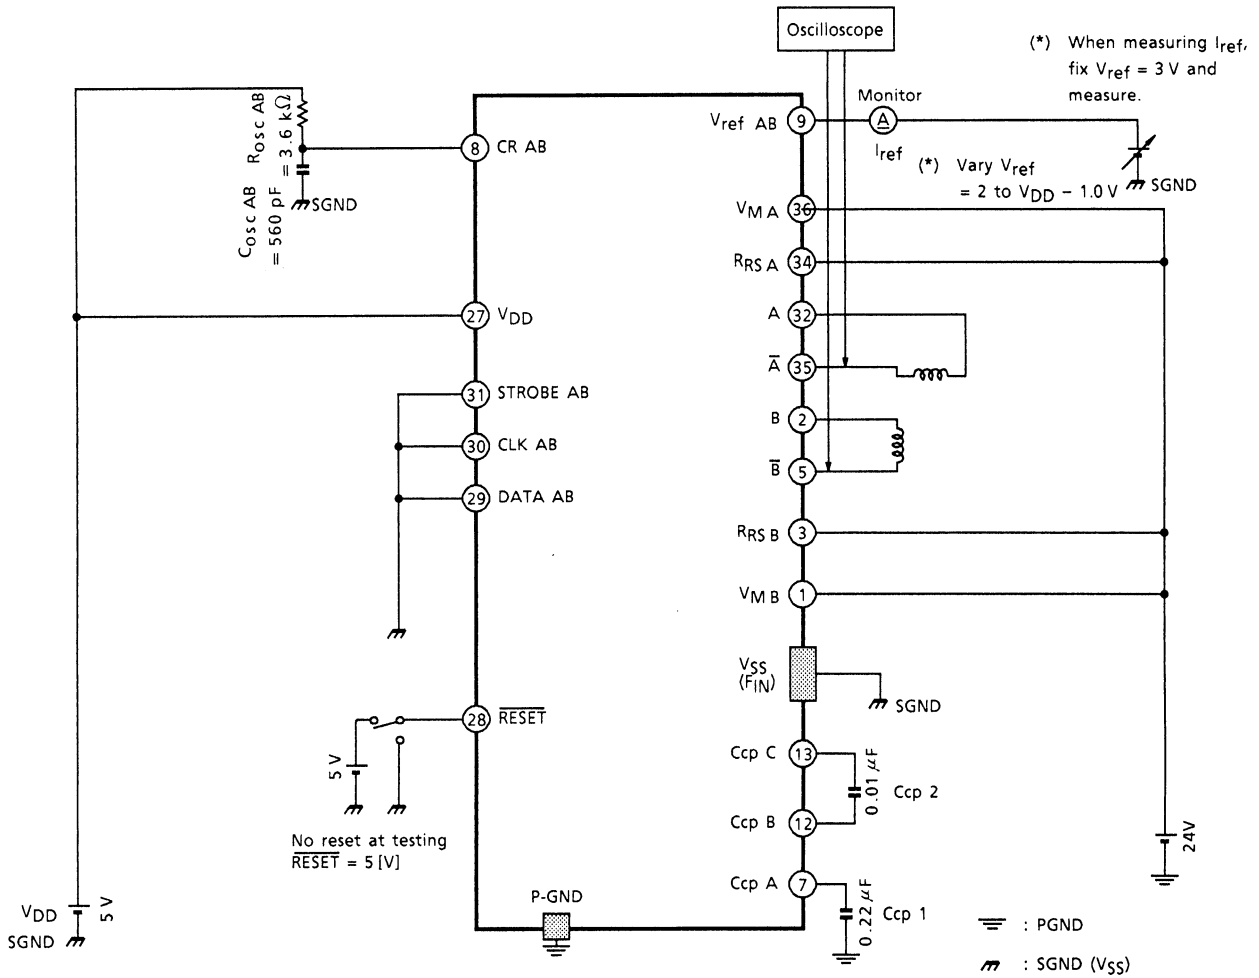 Oscilloscope
(*) When measuring Iref,
fix Vref = 3 V and
measure.
Monitor
A
Iref
(*) Vary Vref
= 2 to VDD − 1.0 V
SGND
Rosc AB
= 3.6 kΩ
Cosc AB
= 560 pF
SGND
8 CR AB
27 VDD
31 STROBE AB
30 CLK AB
29 DATA AB
28 R̅E̅S̅E̅T̅
5 V
No reset at testing
R̅E̅S̅E̅T̅ = 5 [V]
VDD
5 V
SGND
P-GND
Vref AB 9
VM A 36
RRS A 34
A 32
A̅ 35
B 2
B̅ 5
RRS B 3
VM B 1
VSS
(FIN)
SGND
Ccp C 13
0.01 μF
Ccp 2
Ccp B 12
Ccp A 7
0.22 μF
Ccp 1
24V
: PGND
: SGND (VSS)